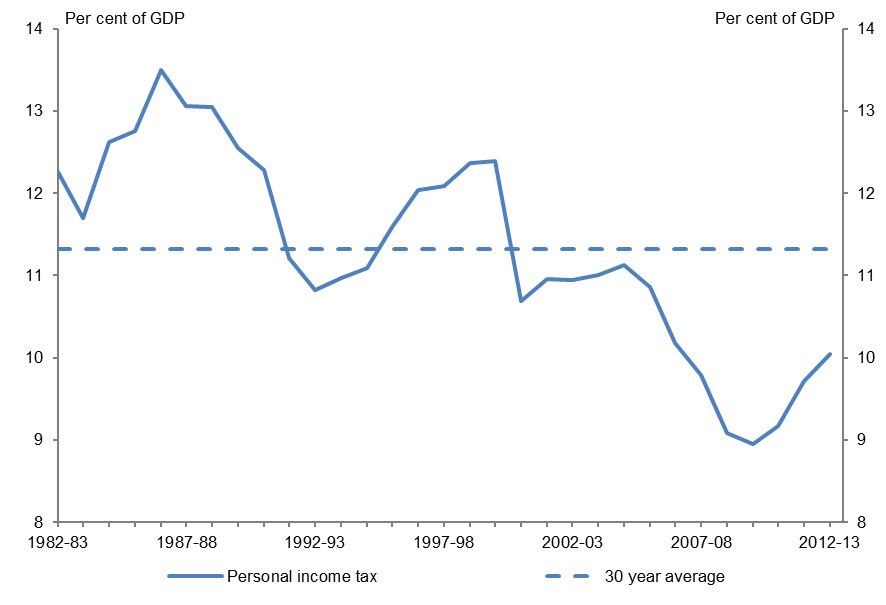 Per cent of GDP Per cent of GDP
14 14
13 13
12 12
11 11
10 10
9 9
8 8
1982-83 1987-88 1992-93 1997-98 2002-03 2007-08 2012-13
Personal income tax 30 year average